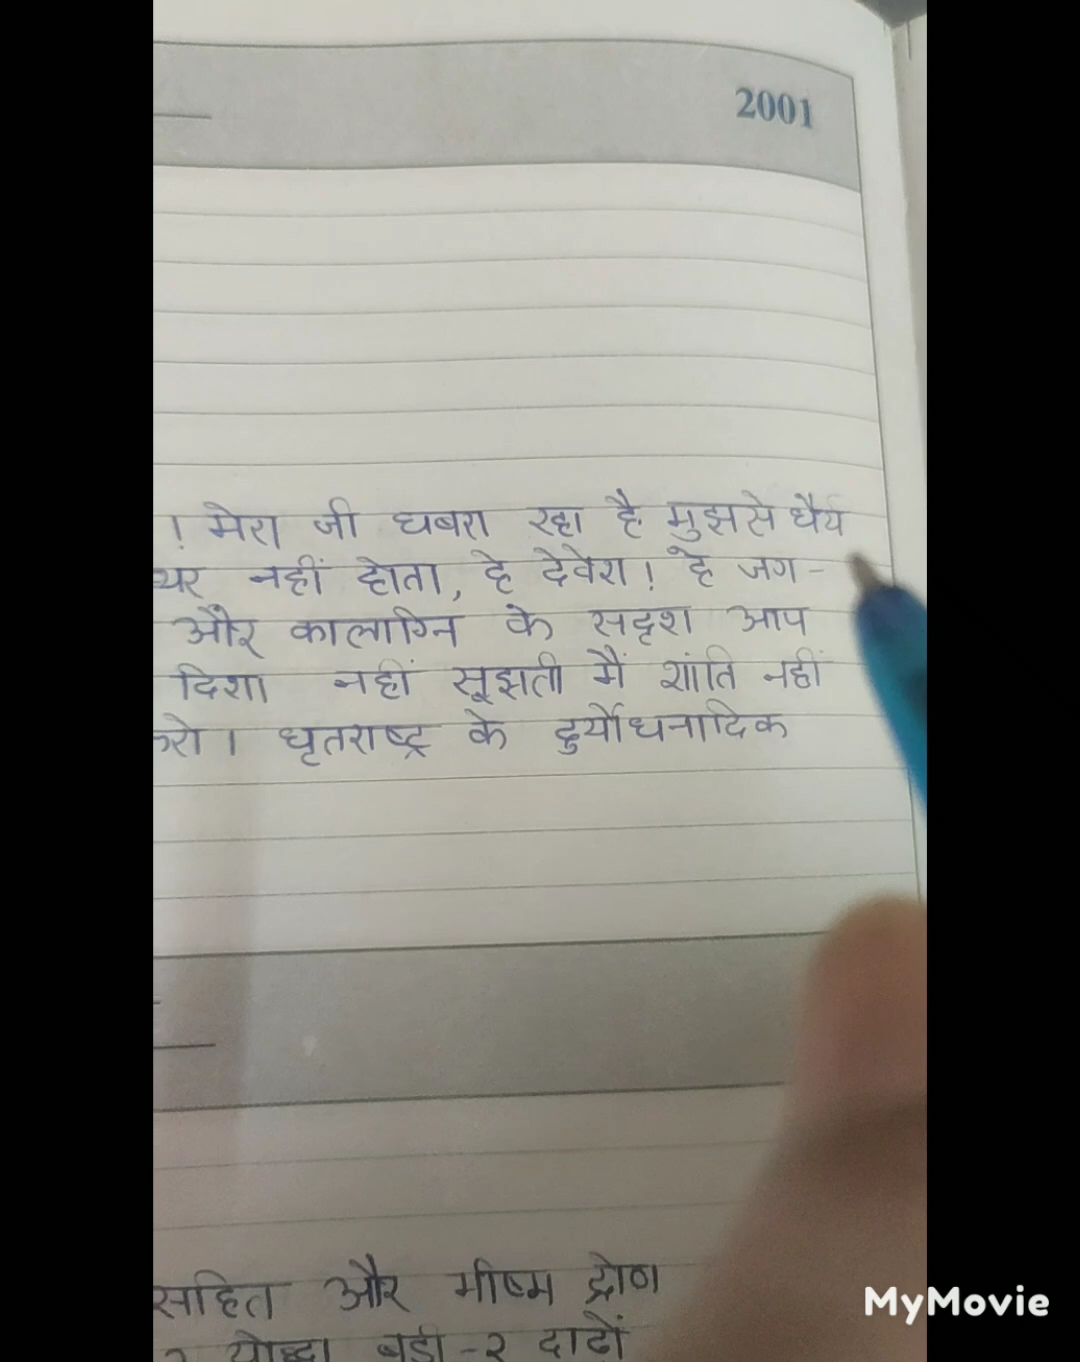 2001
! मेरा जी घबरा रहा है मुझसे धैर्य
नहीं होता, हे देवेश! हे जग-
और कालाग्नि के सदृश आप
दिशा नहीं सूझती मैं शांति नहीं
। धृतराष्ट्र के दुर्योधनादिक
सहित और भीष्म द्रोण
योद्धा बड़ी-२ दाढों
MyMovie